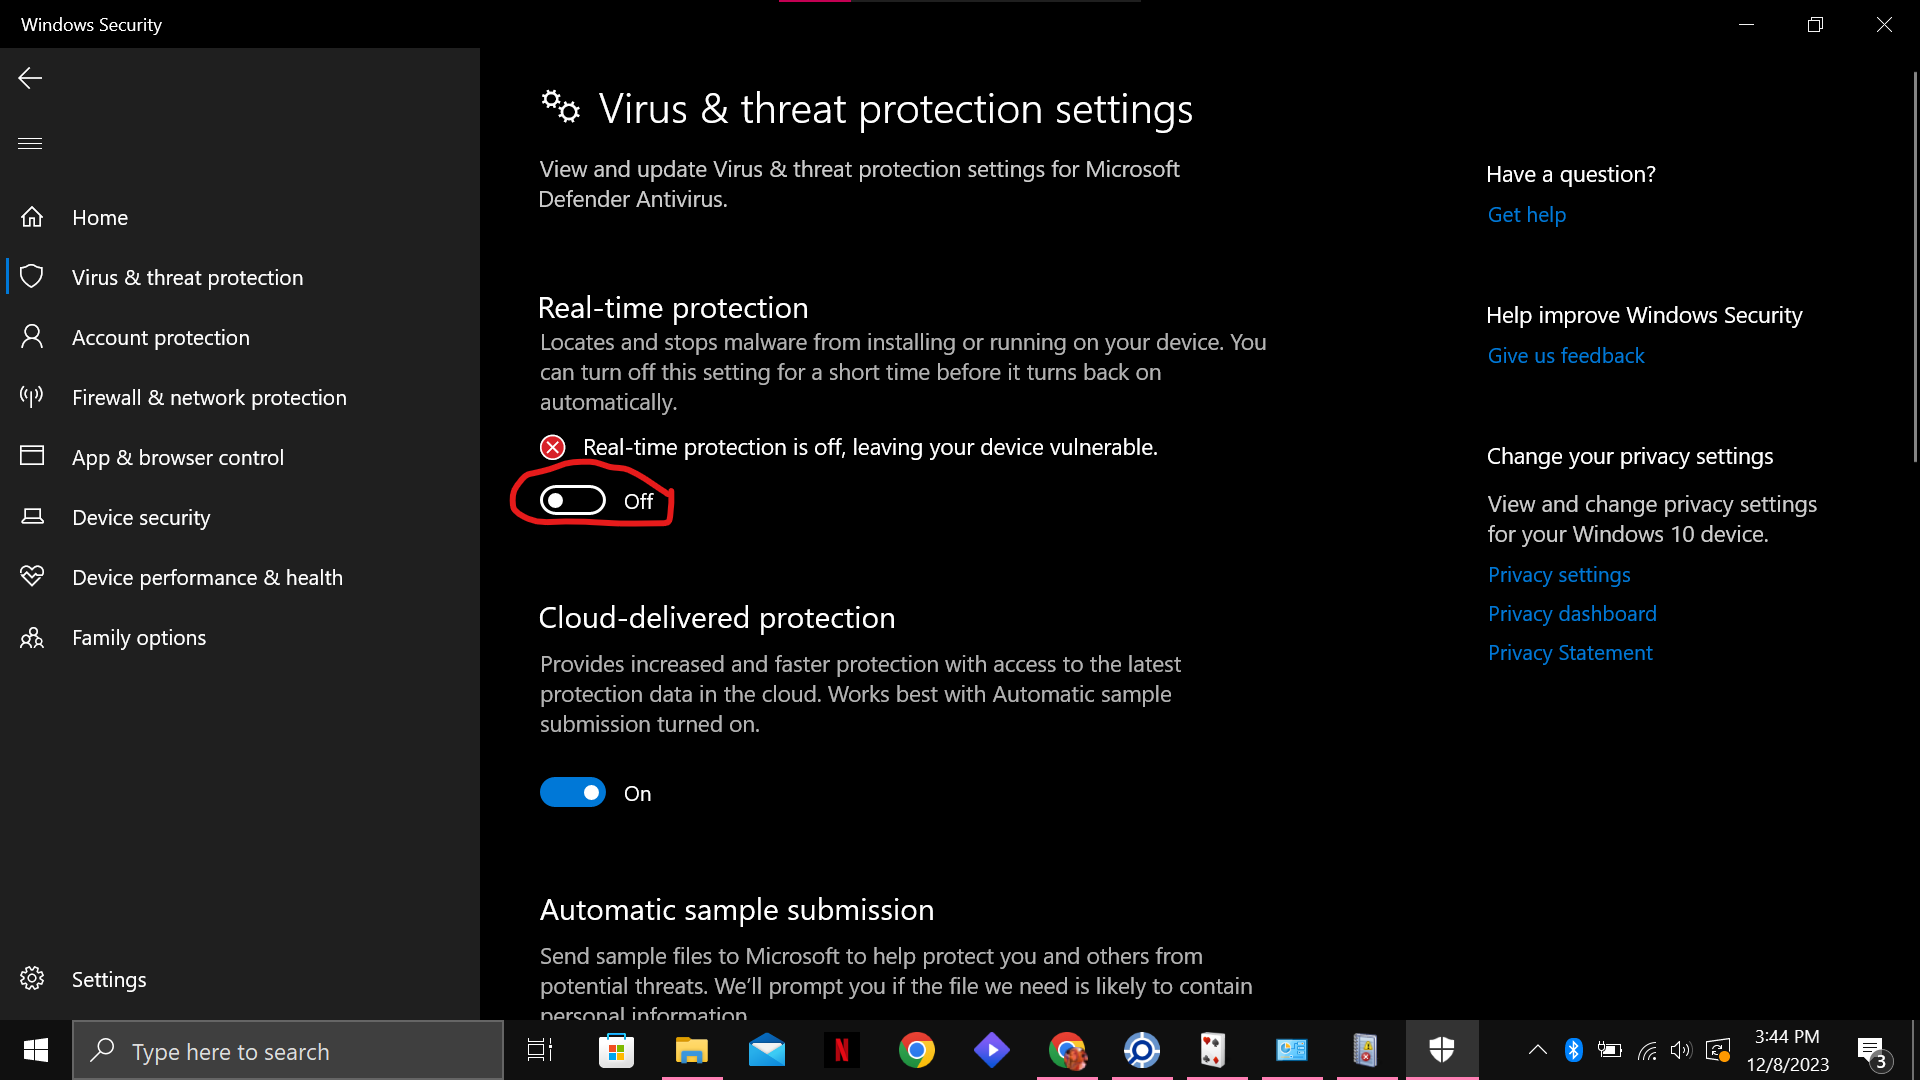 Windows Security
Home
Virus & threat protection
Account protection
Firewall & network protection
App & browser control
Device security
Device performance & health
Family options
Settings
Virus & threat protection settings
View and update Virus & threat protection settings for Microsoft
Defender Antivirus.
Real-time protection
Locates and stops malware from installing or running on your device. You
can turn off this setting for a short time before it turns back on
automatically.
Real-time protection is off, leaving your device vulnerable.
Off
Cloud-delivered protection
Provides increased and faster protection with access to the latest
protection data in the cloud. Works best with Automatic sample
submission turned on.
On
Automatic sample submission
Send sample files to Microsoft to help protect you and others from
potential threats. We’ll prompt you if the file we need is likely to contain
personal information.
Have a question?
Get help
Help improve Windows Security
Give us feedback
Change your privacy settings
View and change privacy settings
for your Windows 10 device.
Privacy settings
Privacy dashboard
Privacy Statement
Type here to search
N
3:44 PM
12/8/2023
3